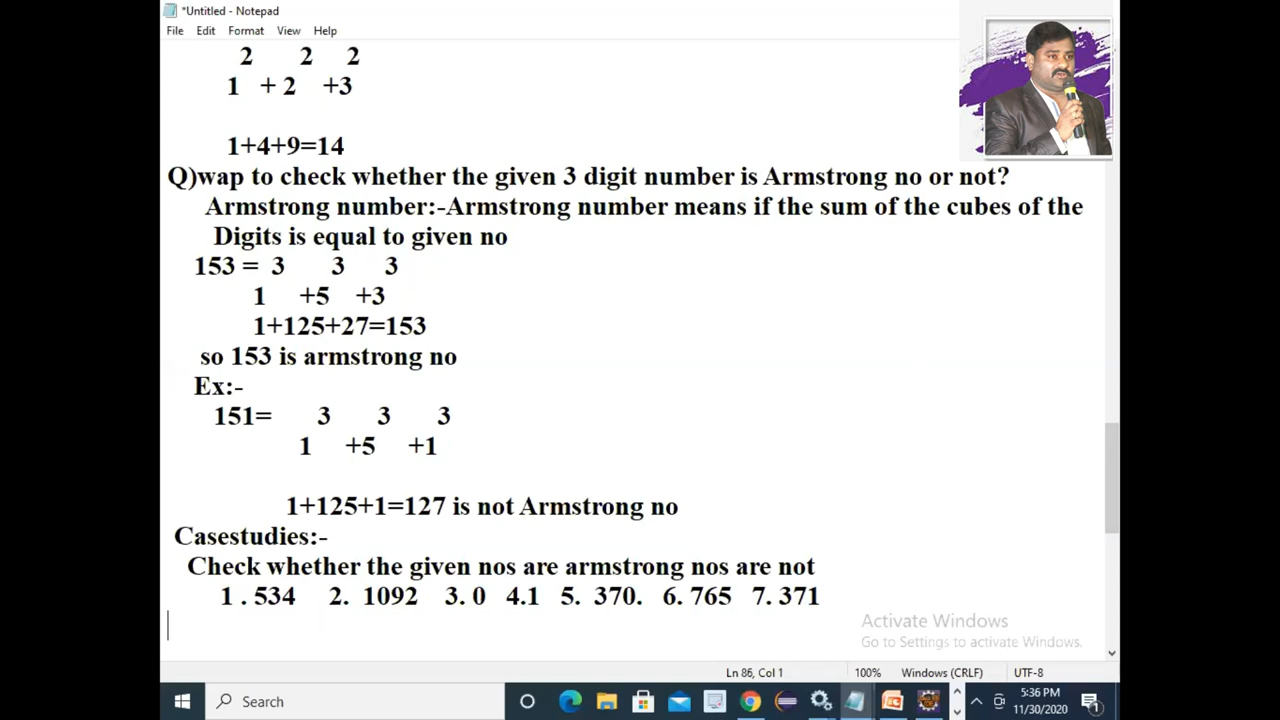 *Untitled - Notepad
File Edit Format View Help
2 2 2
1 + 2 +3
1+4+9=14
Q)wap to check whether the given 3 digit number is Armstrong no or not?
Armstrong number:-Armstrong number means if the sum of the cubes of the
Digits is equal to given no
153 = 3 3 3
1 +5 +3
1+125+27=153
so 153 is armstrong no
Ex:-
151= 3 3 3
1 +5 +1
1+125+1=127 is not Armstrong no
Casestudies:-
Check whether the given nos are armstrong nos are not
1 . 534 2. 1092 3. 0 4.1 5. 370. 6. 765 7. 371
Activate Windows
Go to Settings to activate Windows.
Ln 86, Col 1 100% Windows (CRLF) UTF-8
Search
5:36 PM
11/30/2020
1